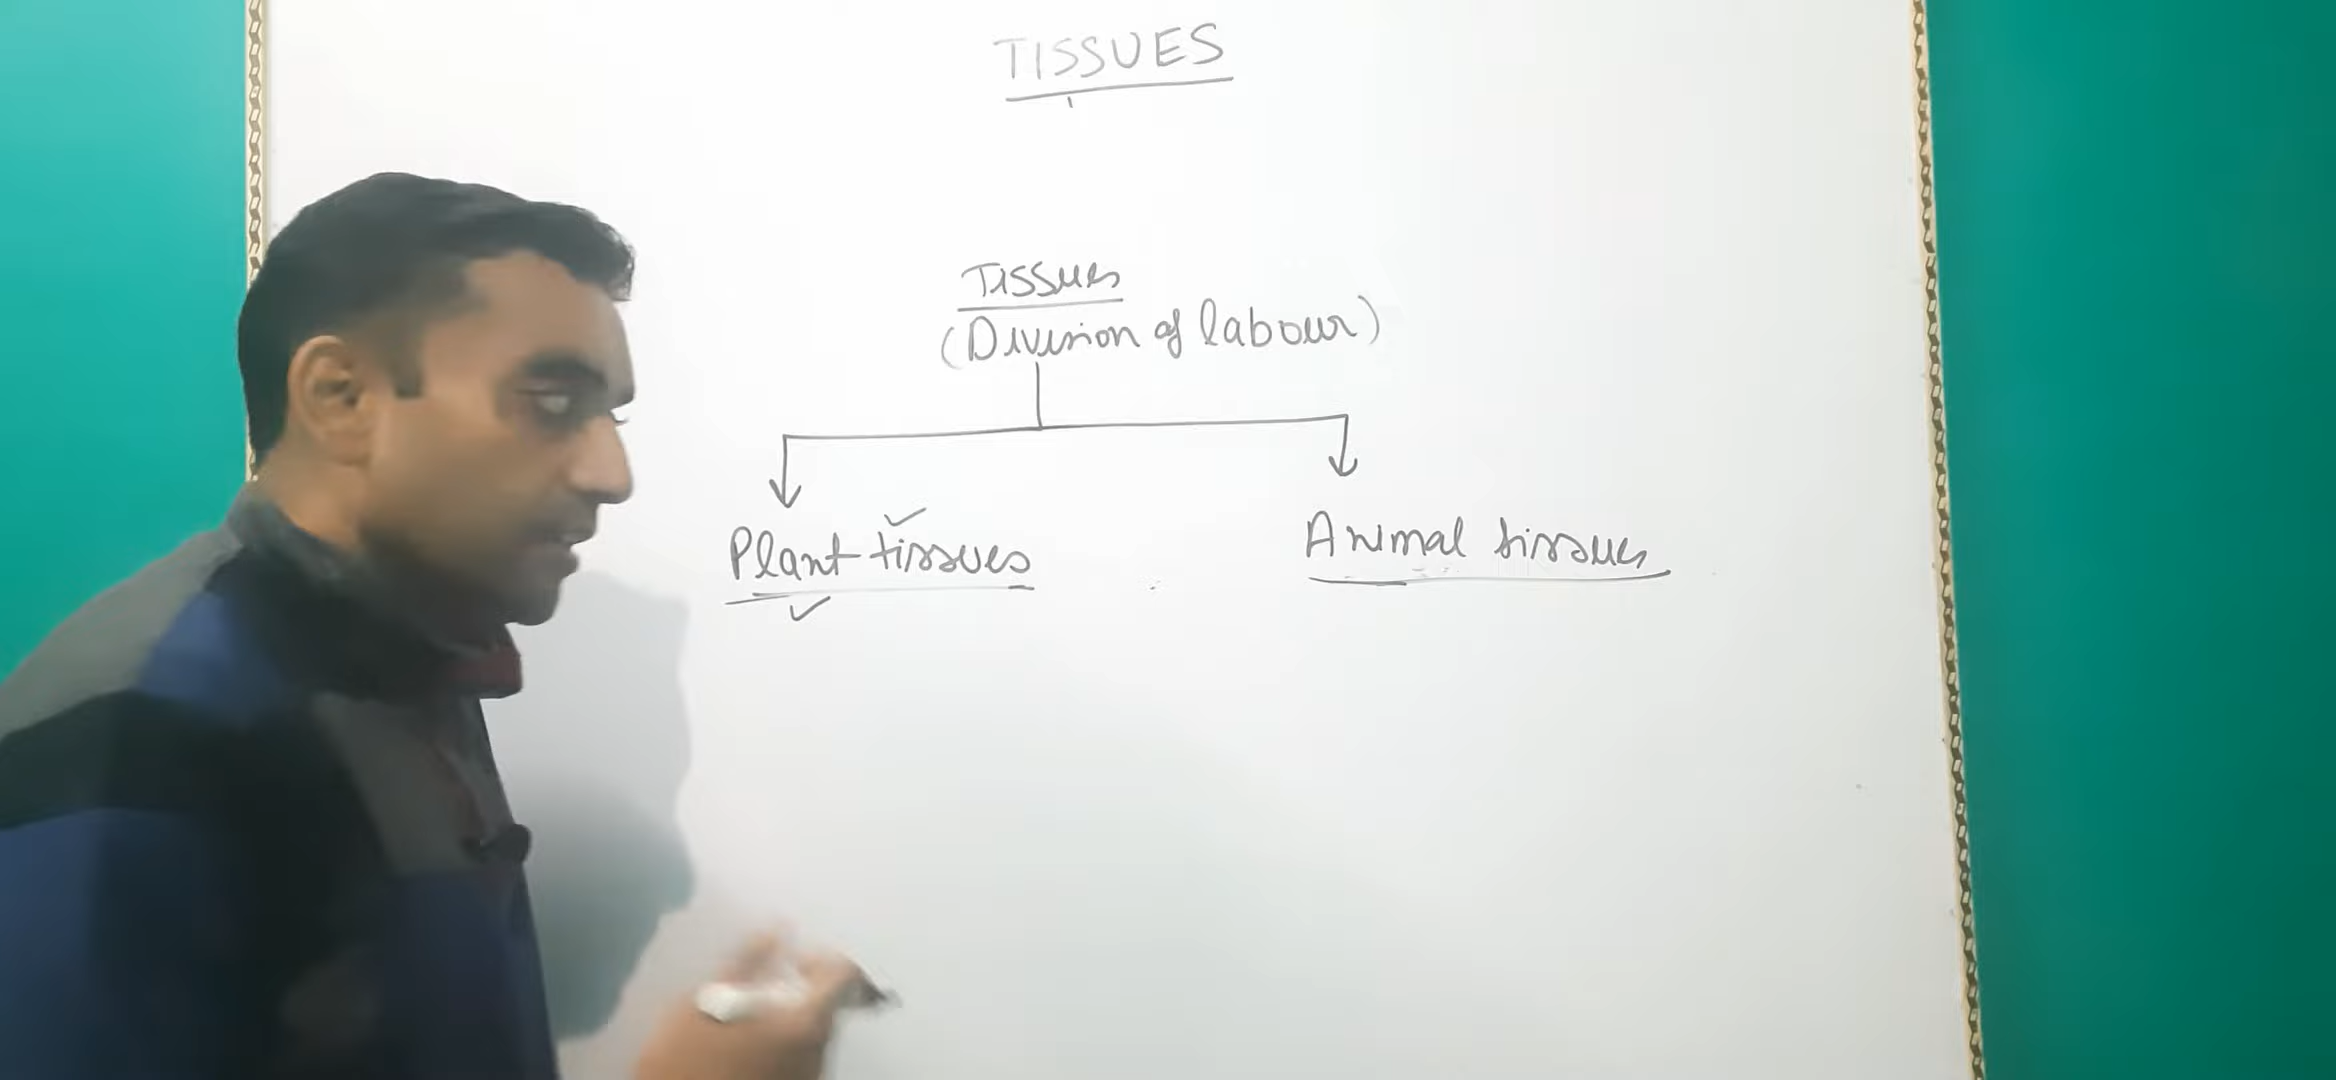 TISSUES
Tissues
(Division of labour)
Plant tissues
Animal tissues